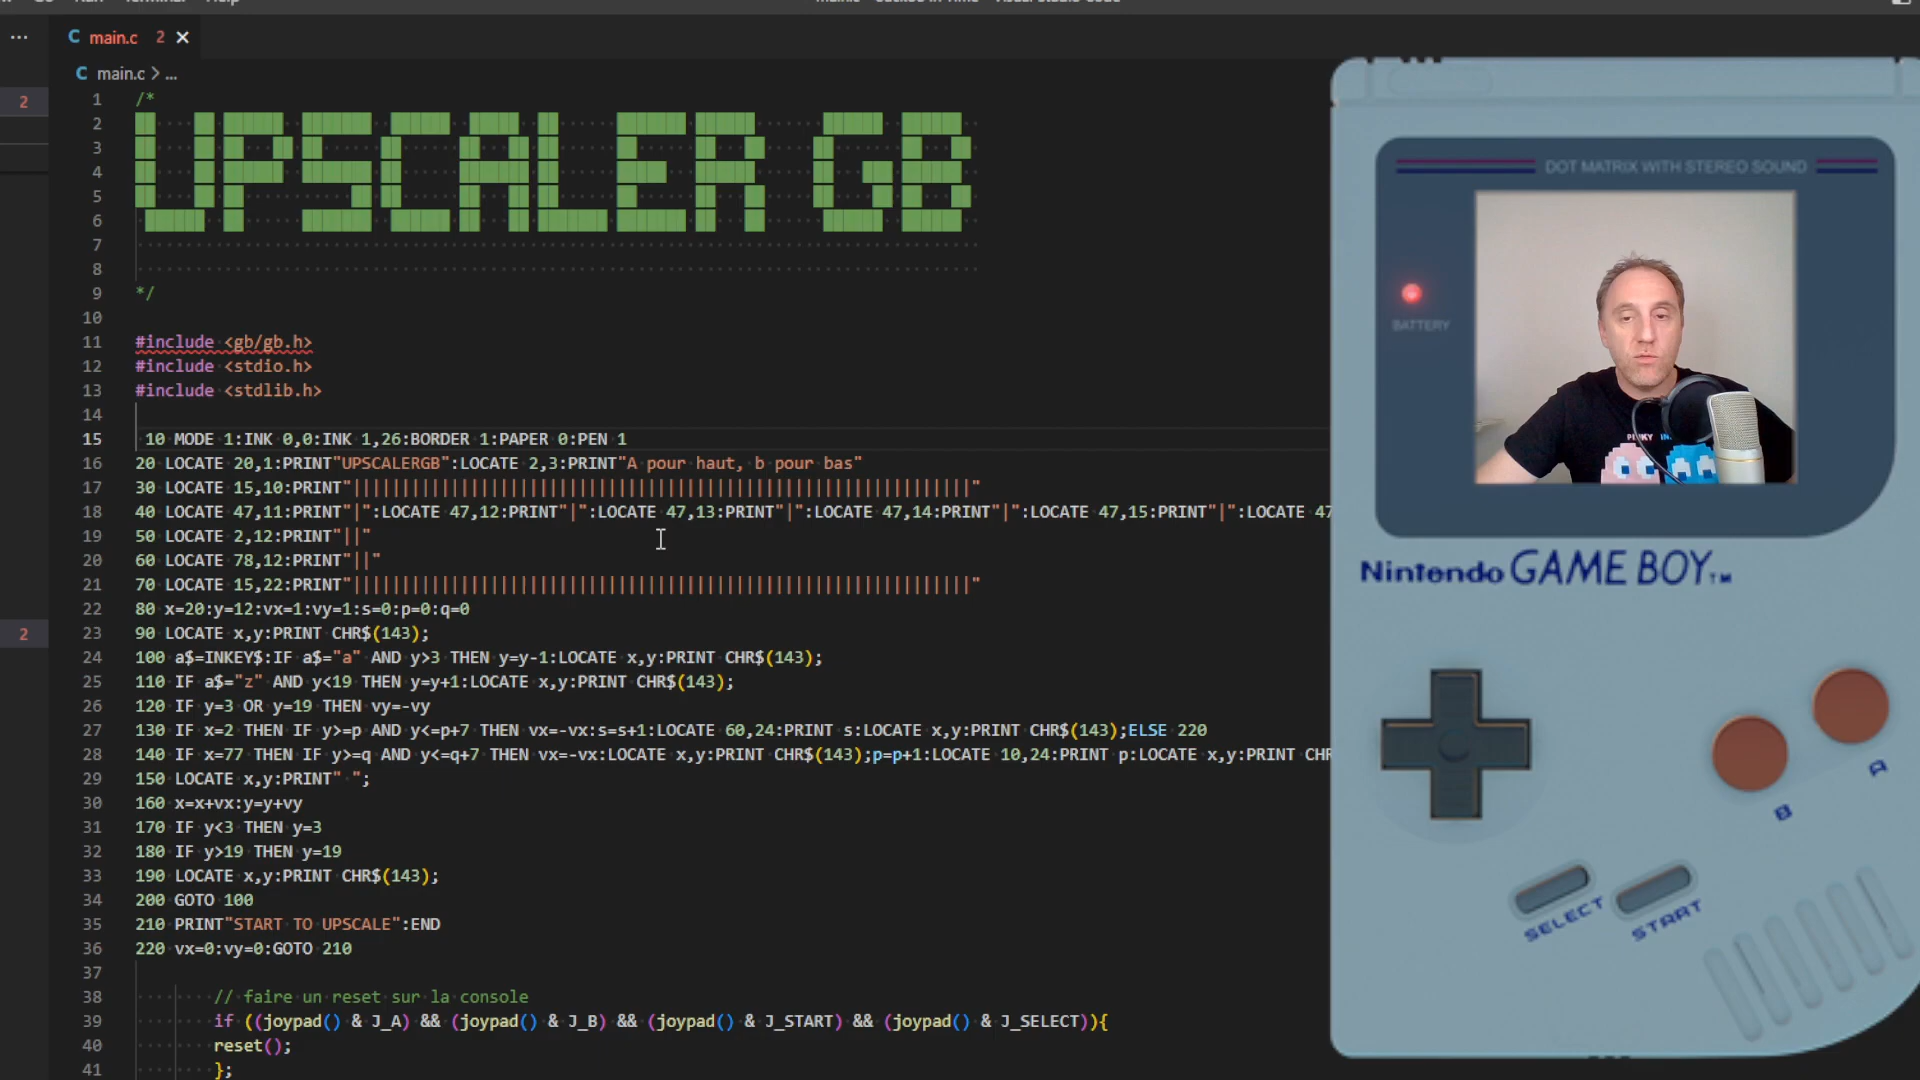 main.c 2
main.c > ...
1 /*
2
3
4
5
6
UPSCALER GB
7
8
9 */
10
11 #include <gb/gb.h>
12 #include <stdio.h>
13 #include <stdlib.h>
14
15 10 MODE 1:INK 0,0:INK 1,26:BORDER 1:PAPER 0:PEN 1
16 20 LOCATE 20,1:PRINT"UPSCALERGB":LOCATE 2,3:PRINT"A pour haut, b pour bas"
17 30 LOCATE 15,10:PRINT"|||||||||||||||||||||||||||||||||||||||||||||||||||||||||||||||"
18 40 LOCATE 47,11:PRINT"|":LOCATE 47,12:PRINT"|":LOCATE 47,13:PRINT"|":LOCATE 47,14:PRINT"|":LOCATE 47,15:PRINT"|":LOCATE 47
19 50 LOCATE 2,12:PRINT"||"
20 60 LOCATE 78,12:PRINT"||"
21 70 LOCATE 15,22:PRINT"|||||||||||||||||||||||||||||||||||||||||||||||||||||||||||||||"
22 80 x=20:y=12:vx=1:vy=1:s=0:p=0:q=0
23 90 LOCATE x,y:PRINT CHR$(143);
24 100 a$=INKEY$:IF a$="a" AND y>3 THEN y=y-1:LOCATE x,y:PRINT CHR$(143);
25 110 IF a$="z" AND y<19 THEN y=y+1:LOCATE x,y:PRINT CHR$(143);
26 120 IF y=3 OR y=19 THEN vy=-vy
27 130 IF x=2 THEN IF y>=p AND y<=p+7 THEN vx=-vx:s=s+1:LOCATE 60,24:PRINT s:LOCATE x,y:PRINT CHR$(143);ELSE 220
28 140 IF x=77 THEN IF y>=q AND y<=q+7 THEN vx=-vx:LOCATE x,y:PRINT CHR$(143);p=p+1:LOCATE 10,24:PRINT p:LOCATE x,y:PRINT CHR
29 150 LOCATE x,y:PRINT" ";
30 160 x=x+vx:y=y+vy
31 170 IF y<3 THEN y=3
32 180 IF y>19 THEN y=19
33 190 LOCATE x,y:PRINT CHR$(143);
34 200 GOTO 100
35 210 PRINT"START TO UPSCALE":END
36 220 vx=0:vy=0:GOTO 210
37
38 // faire un reset sur la console
39 if ((joypad() & J_A) && (joypad() & J_B) && (joypad() & J_START) && (joypad() & J_SELECT)){
40 reset();
41 };
2
2
DOT MATRIX WITH STEREO SOUND
BATTERY
PINKY
Nintendo GAME BOY TM
B
A
SELECT
START